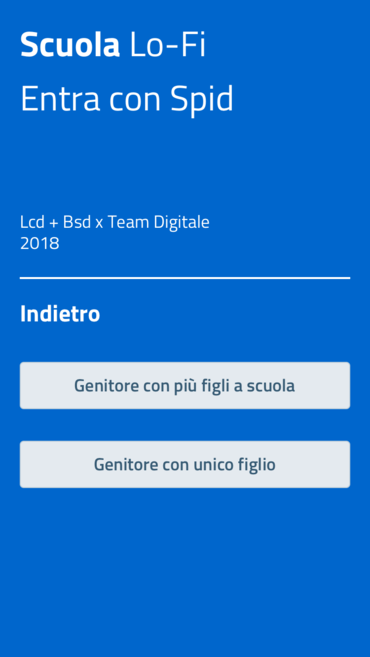 Scuola Lo-Fi
Entra con Spid
Lcd + Bsd x Team Digitale
2018
Indietro
Genitore con più figli a scuola
Genitore con unico figlio